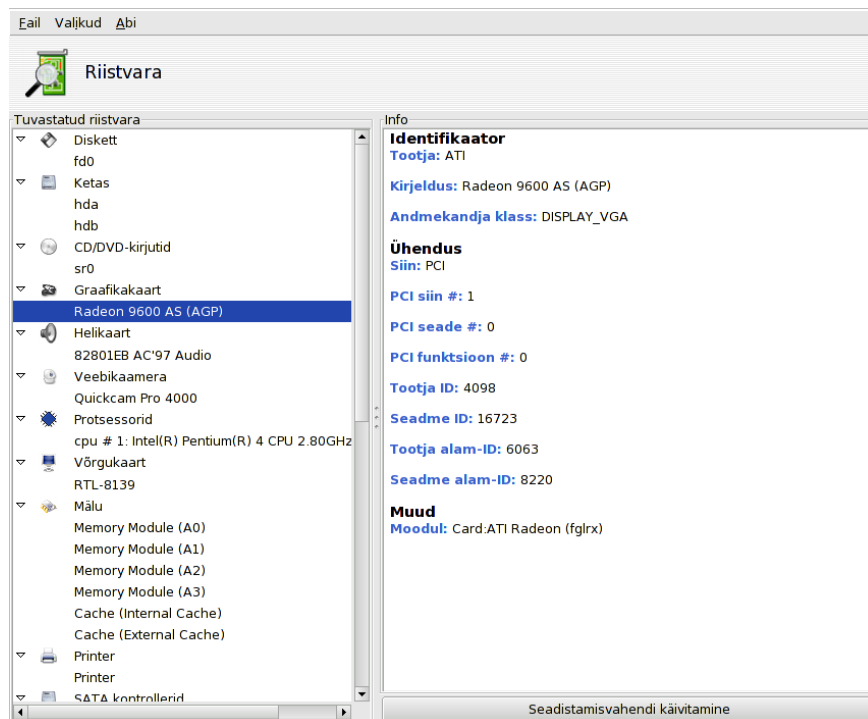 Fail Valikud Abi
Riistvara
Tuvastatud riistvara
Diskett
fd0
Ketas
hda
hdb
CD/DVD-kirjutid
sr0
Graafikakaart
Radeon 9600 AS (AGP)
Helikaart
82801EB AC'97 Audio
Veebikaamera
Quickcam Pro 4000
Protsessorid
cpu # 1: Intel(R) Pentium(R) 4 CPU 2.80GHz
Võrgukaart
RTL-8139
Mälu
Memory Module (A0)
Memory Module (A1)
Memory Module (A2)
Memory Module (A3)
Cache (Internal Cache)
Cache (External Cache)
Printer
Printer
SATA kontrollerid
Info
Identifikaator
Tootja: ATI
Kirjeldus: Radeon 9600 AS (AGP)
Andmekandja klass: DISPLAY_VGA
Ühendus
Siin: PCI
PCI siin #: 1
PCI seade #: 0
PCI funktsioon #: 0
Tootja ID: 4098
Seadme ID: 16723
Tootja alam-ID: 6063
Seadme alam-ID: 8220
Muud
Moodul: Card:ATI Radeon (fglrx)
Seadistamisvahendi käivitamine